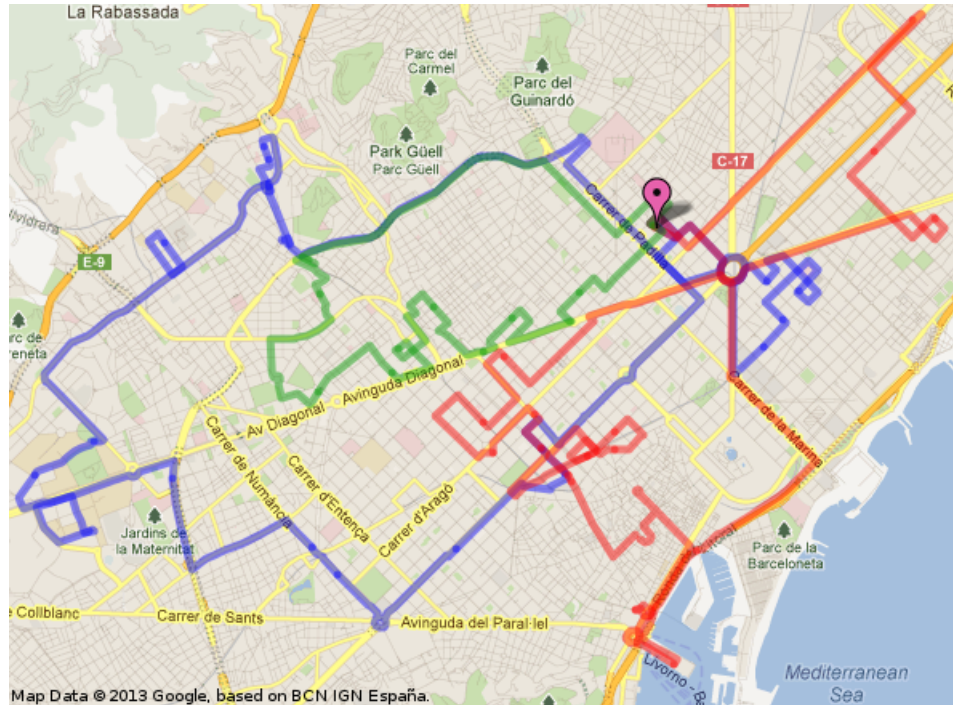 La Rabassada
Parc del
Carmel
Parc del
Guinardó
Park Güell
Parc Güell
C-17
Carrer de Padilla
E-9
Av Diagonal
Avinguda Diagonal
Carrer de la Marina
Carrer de Numància
Carrer d'Entença
Carrer d'Aragó
Jardins de
la Maternitat
Parc de la
Barceloneta
e Collblanc
Carrer de Sants
Avinguda del Paral·lel
Livorno - Ba
Mediterranean
Sea
Map Data © 2013 Google, based on BCN IGN España.